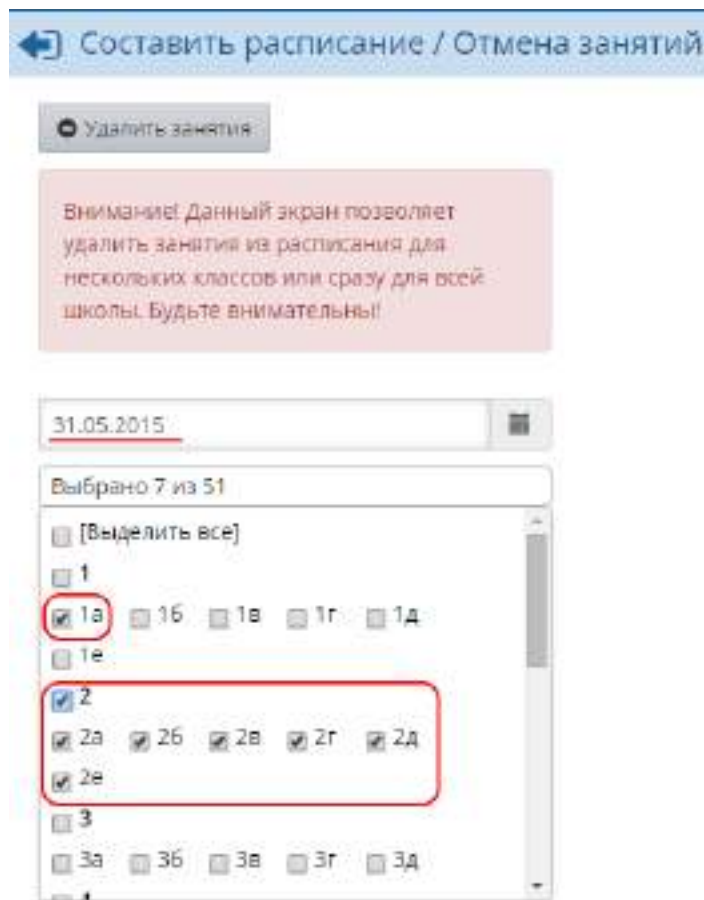 Составить расписание / Отмена занятий
Удалить занятия
Внимание! Данный экран позволяет
удалить занятия из расписания для
нескольких классов или сразу для всей
школы. Будьте внимательны!
31.05.2015
Выбрано 7 из 51
[Выделить все]
1
1а 1б 1в 1г 1д
1е
2
2а 2б 2в 2г 2д
2е
3
3а 3б 3в 3г 3д
4